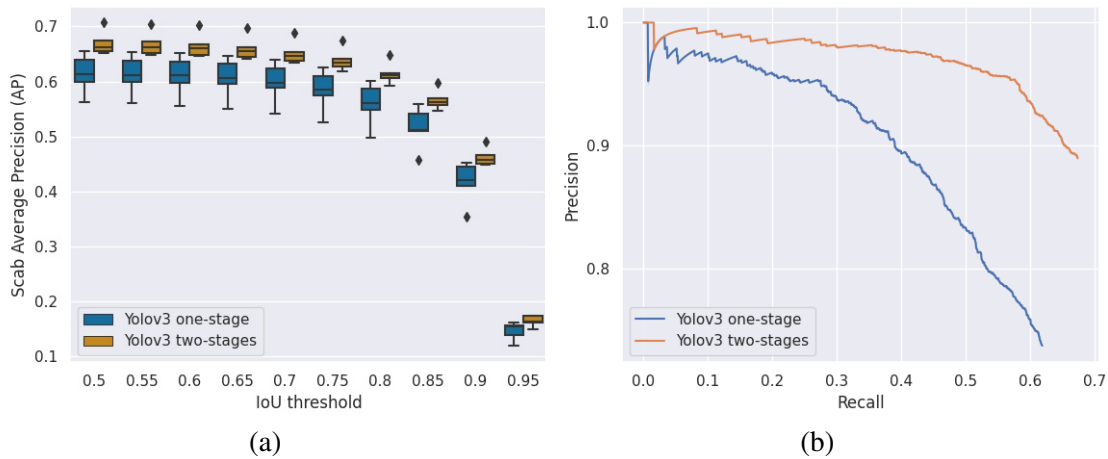 0.7
0.6
0.5
0.4
0.3
0.2
0.1
Scab Average Precision (AP)
Yolov3 one-stage
Yolov3 two-stages
0.5 0.55 0.6 0.65 0.7 0.75 0.8 0.85 0.9 0.95
IoU threshold
(a)
1.0
0.9
0.8
Precision
Yolov3 one-stage
Yolov3 two-stages
0.0 0.1 0.2 0.3 0.4 0.5 0.6 0.7
Recall
(b)